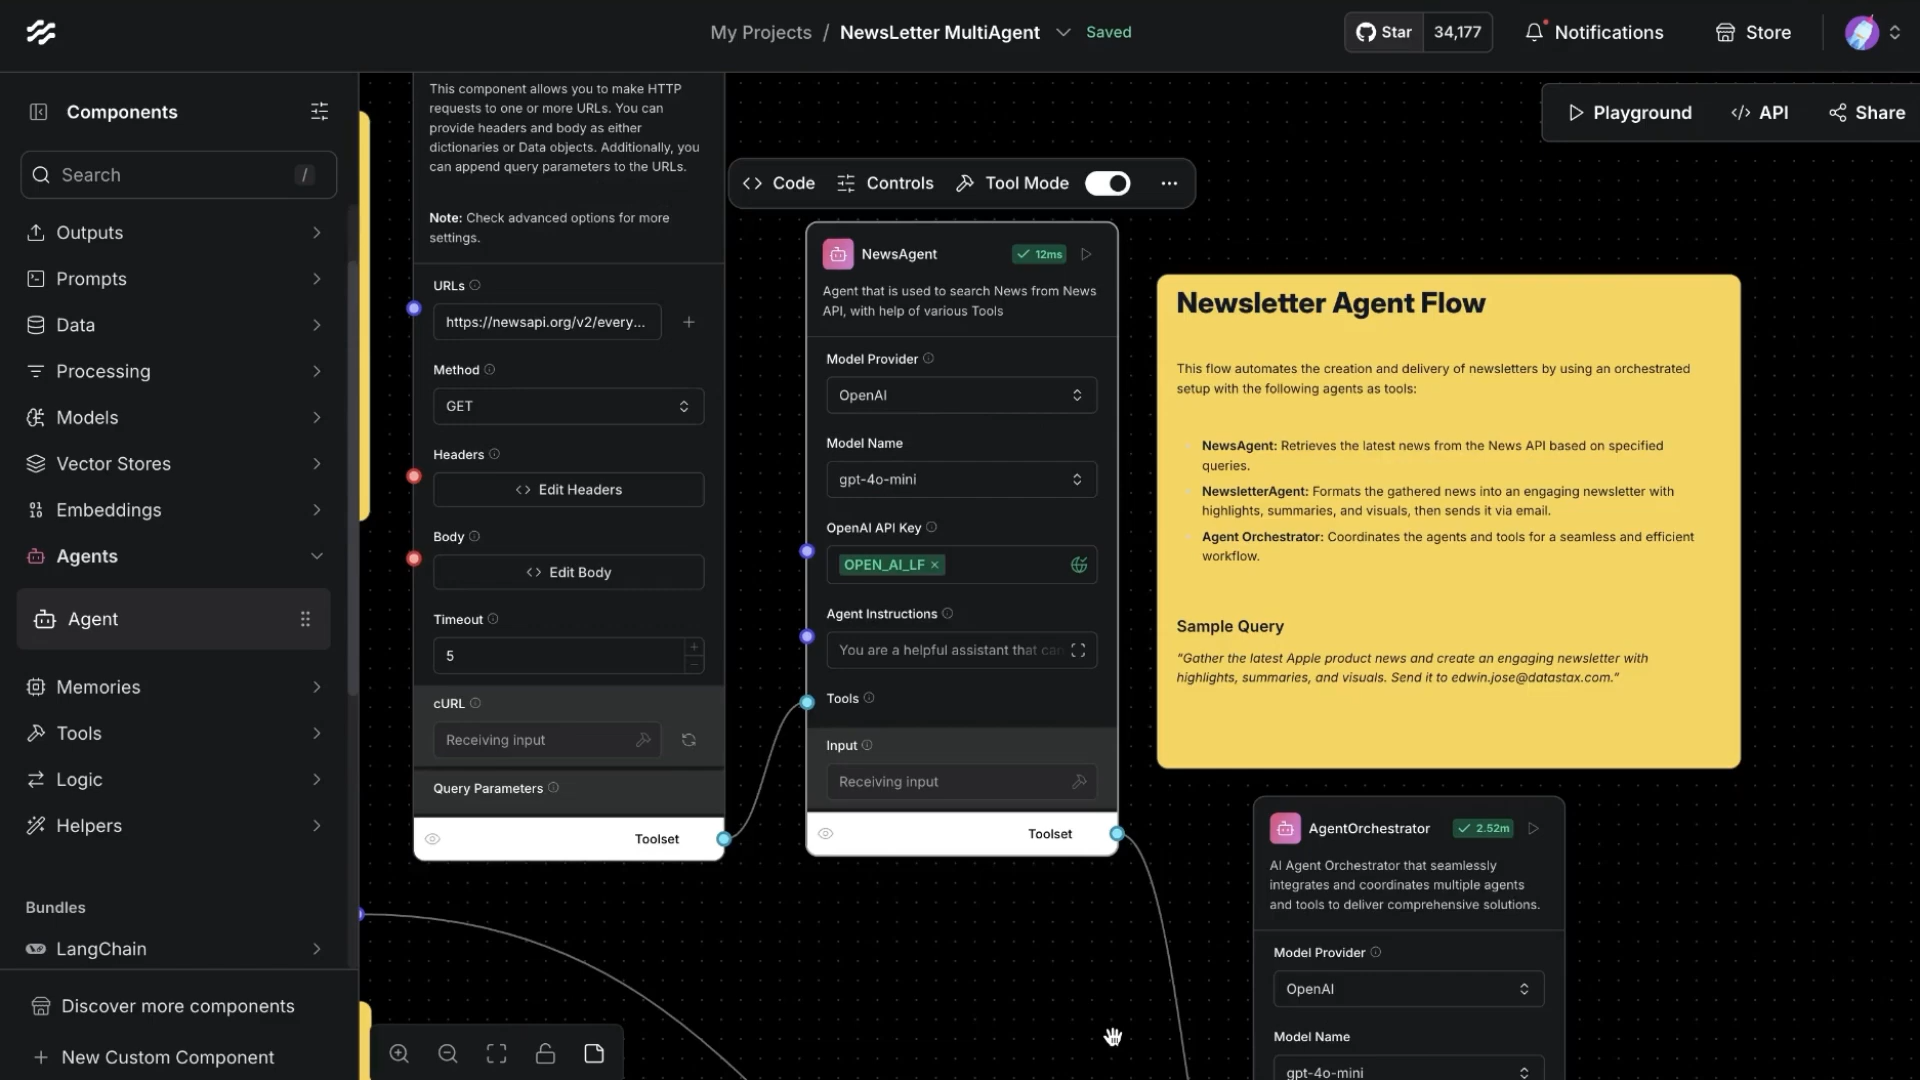 My Projects / NewsLetter MultiAgent Saved
Star 34,177
Notifications
Store
Components
Search /
Outputs
Prompts
Data
Processing
Models
Vector Stores
Embeddings
Agents
Agent
Memories
Tools
Logic
Helpers
Bundles
LangChain
Discover more components
New Custom Component
This component allows you to make HTTP
requests to one or more URLs. You can
provide headers and body as either
dictionaries or Data objects. Additionally, you
can append query parameters to the URLs.
Note: Check advanced options for more
settings.
URLs
https://newsapi.org/v2/every...
Method
GET
Headers
Edit Headers
Body
Edit Body
Timeout
5
cURL
Receiving input
Query Parameters
Toolset
Code
Controls
Tool Mode
NewsAgent
12ms
Agent that is used to search News from News
API, with help of various Tools
Model Provider
OpenAI
Model Name
gpt-4o-mini
OpenAI API Key
OPEN_AI_LF ×
Agent Instructions
You are a helpful assistant that can
Tools
Input
Receiving input
Toolset
Playground
API
Share
Newsletter Agent Flow
This flow automates the creation and delivery of newsletters by using an orchestrated
setup with the following agents as tools:
NewsAgent: Retrieves the latest news from the News API based on specified
queries.
NewsletterAgent: Formats the gathered news into an engaging newsletter with
highlights, summaries, and visuals, then sends it via email.
Agent Orchestrator: Coordinates the agents and tools for a seamless and efficient
workflow.
Sample Query
“Gather the latest Apple product news and create an engaging newsletter with
highlights, summaries, and visuals. Send it to edwin.jose@datastax.com.”
AgentOrchestrator
2.52m
AI Agent Orchestrator that seamlessly
integrates and coordinates multiple agents
and tools to deliver comprehensive solutions.
Model Provider
OpenAI
Model Name
gpt-4o-mini